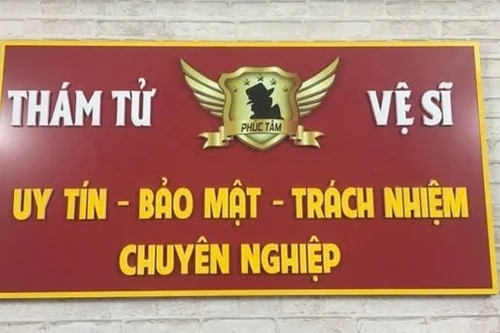 THÁM TỬ
PHÚC TÂM
VỆ SĨ
UY TÍN - BẢO MẬT - TRÁCH NHIỆM
CHUYÊN NGHIỆP